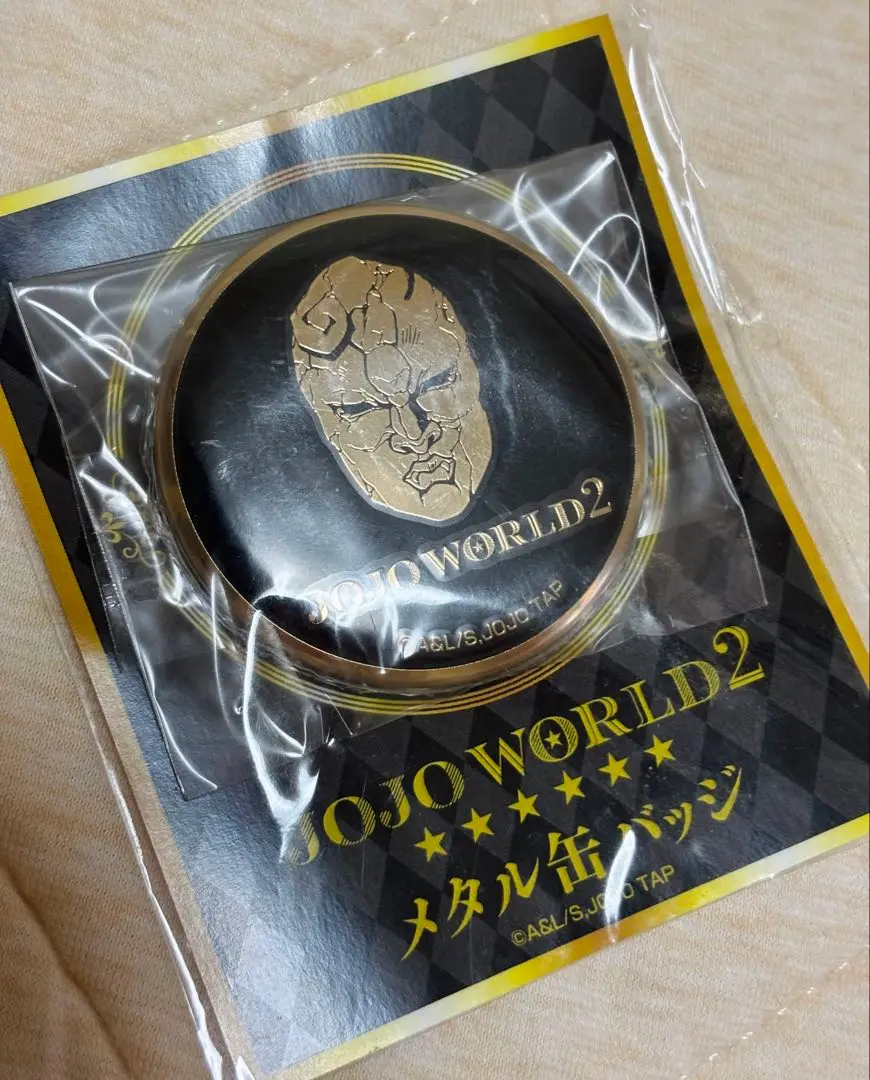 JOJO WORLD2
©A&L/S,JOJO TAP
JOJO WORLD2
★★★★★★
メタル缶バッジ
©A&L/S,JOJO TAP